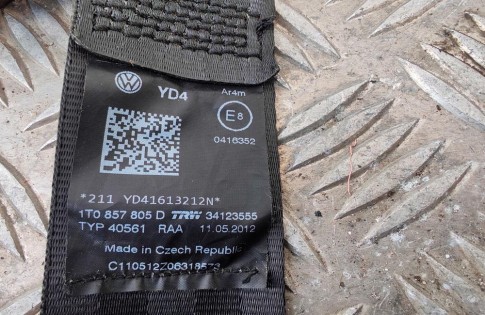 YD4
Ar4m
E8
0416352
*211 YD41613212N*
1T0 857 805 D TRW 34123555
TYP 40561 RAA 11.05.2012
Made in Czech Republic